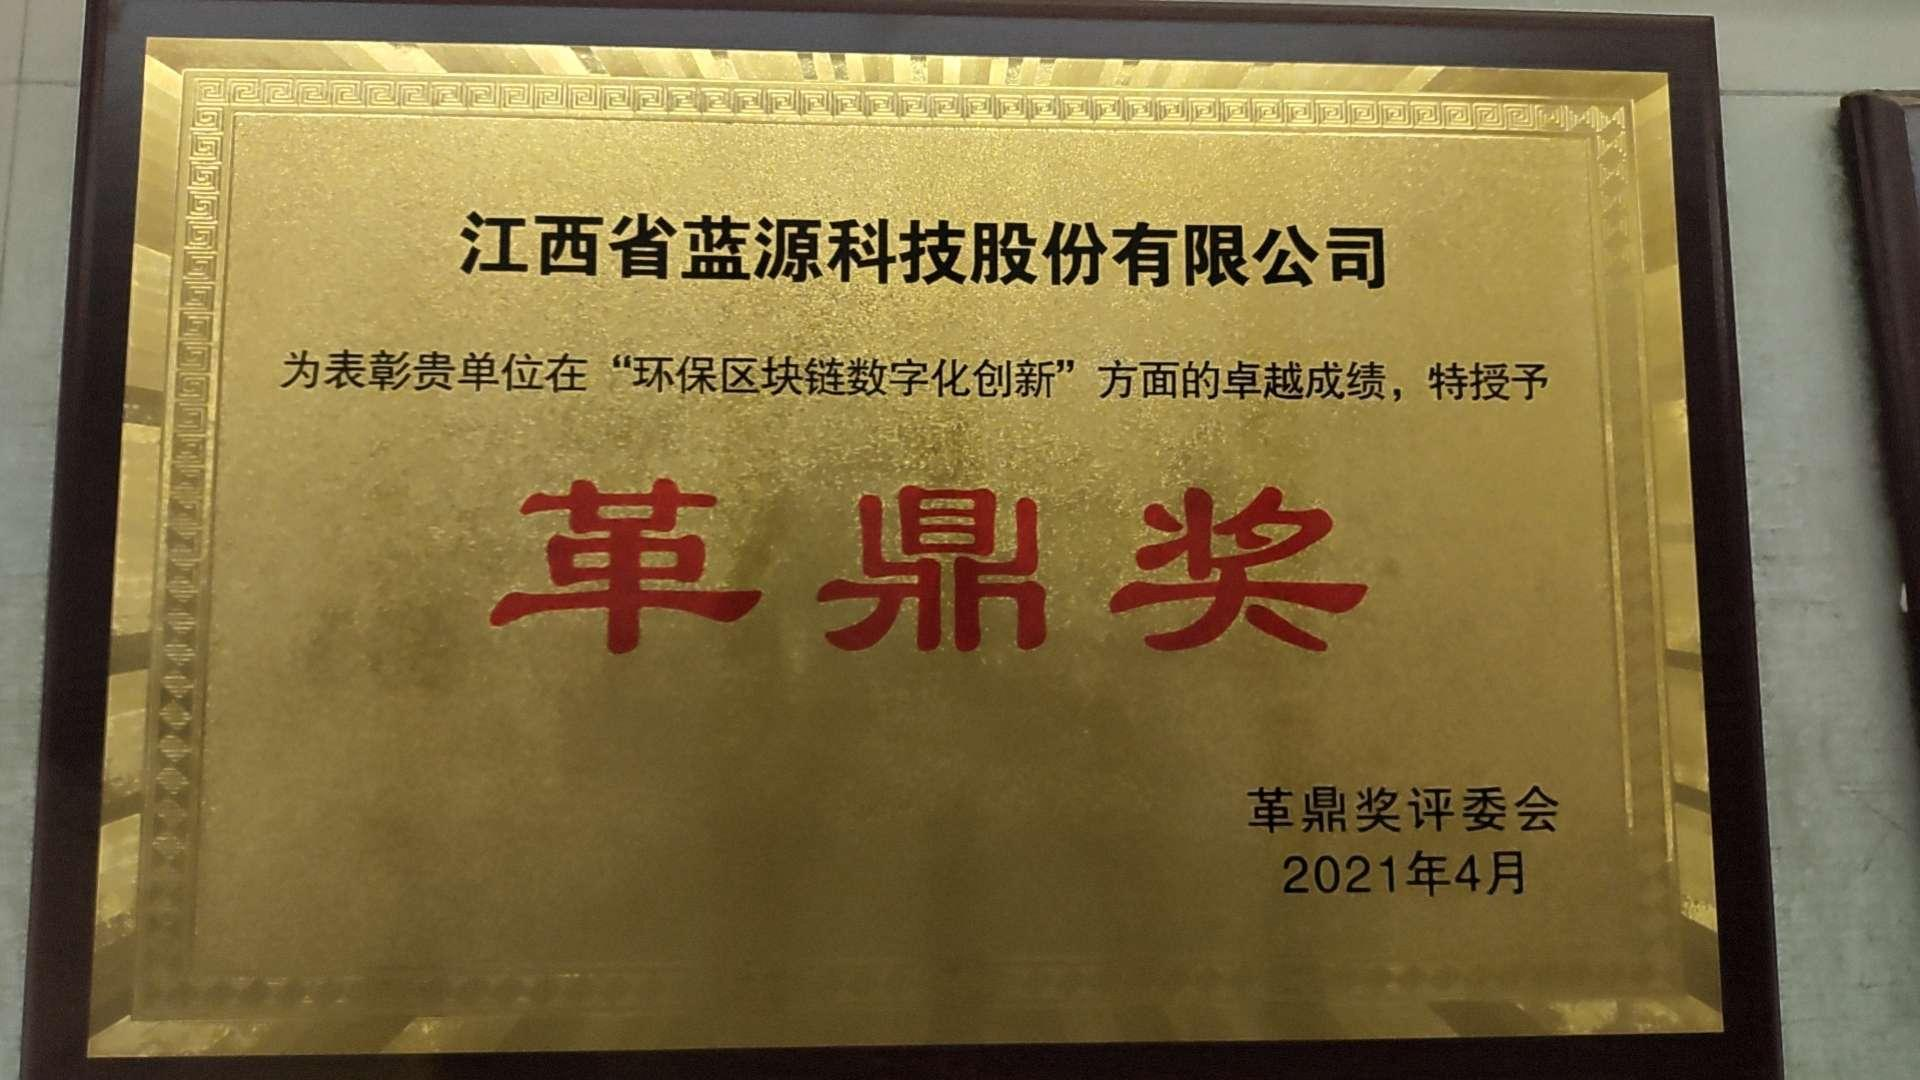 江西省蓝源科技股份有限公司
为表彰贵单位在“环保区块链数字化创新”方面的卓越成绩，特授予
革鼎奖
革鼎奖评委会
2021年4月